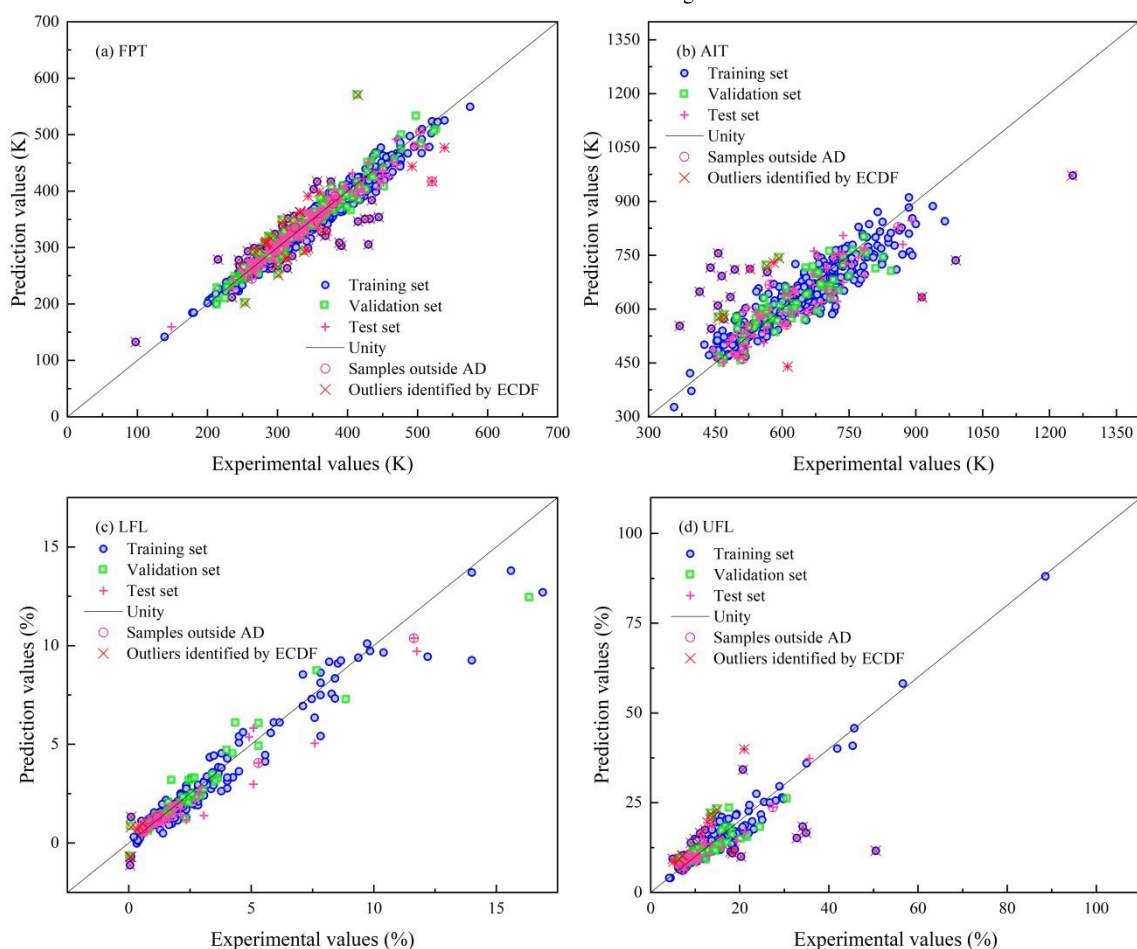 (a) FPT
Training set
Validation set
Test set
Unity
Samples outside AD
Outliers identified by ECDF
700
600
500
400
300
200
100
0
0 100 200 300 400 500 600 700
Prediction values (K)
Experimental values (K)
(b) AIT
Training set
Validation set
Test set
Unity
Samples outside AD
Outliers identified by ECDF
1350
1200
1050
900
750
600
450
300
300 450 600 750 900 1050 1200 1350
Prediction values (K)
Experimental values (K)
(c) LFL
Training set
Validation set
Test set
Unity
Samples outside AD
Outliers identified by ECDF
15
10
5
0
0 5 10 15
Prediction values (%)
Experimental values (%)
(d) UFL
Training set
Validation set
Test set
Unity
Samples outside AD
Outliers identified by ECDF
100
75
50
25
0
0 20 40 60 80 100
Prediction values (%)
Experimental values (%)